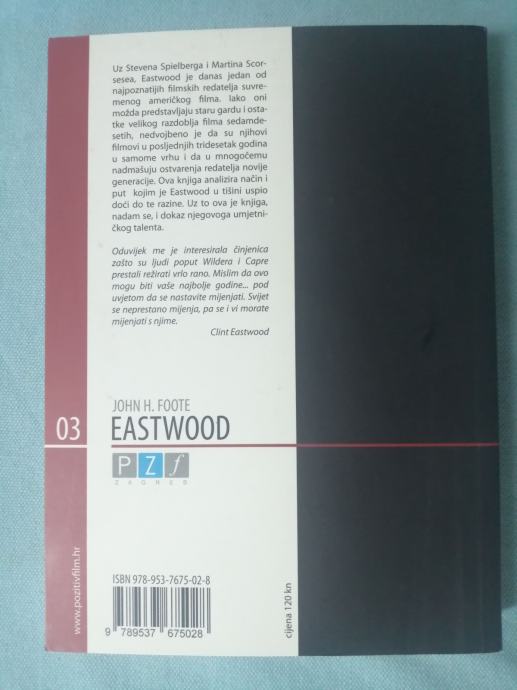 Uz Stevena Spielberga i Martina Scor-
sesea, Eastwood je danas jedan od
najpoznatijih filmskih redatelja suvre-
menog američkog filma. Iako oni
možda predstavljaju staru gardu i osta-
tke velikog razdoblja filma sedamde-
setih, nedvojbeno je da su njihovi
filmovi u posljednjih tridesetak godina
u samome vrhu i da u mnogočemu
nadmašuju ostvarenja redatelja novije
generacije. Ova knjiga analizira način i
put kojim je Eastwood u tišini uspio
doći do te razine. Uz to ova je knjiga,
nadam se, i dokaz njegovoga umjetni-
čkog talenta.
Oduvijek me je interesirala činjenica
zašto su ljudi poput Wildera i Capre
prestali režirati vrlo rano. Mislim da ovo
mogu biti vaše najbolje godine... pod
uvjetom da se nastavite mijenjati. Svijet
se neprestano mijenja, pa se i vi morate
mijenjati s njime.
Clint Eastwood
JOHN H. FOOTE
03 EASTWOOD
PZf
ZAGREB
www.pozitivfilm.hr
ISBN 978-953-7675-02-8
9 789537 675028
cijena 120 kn